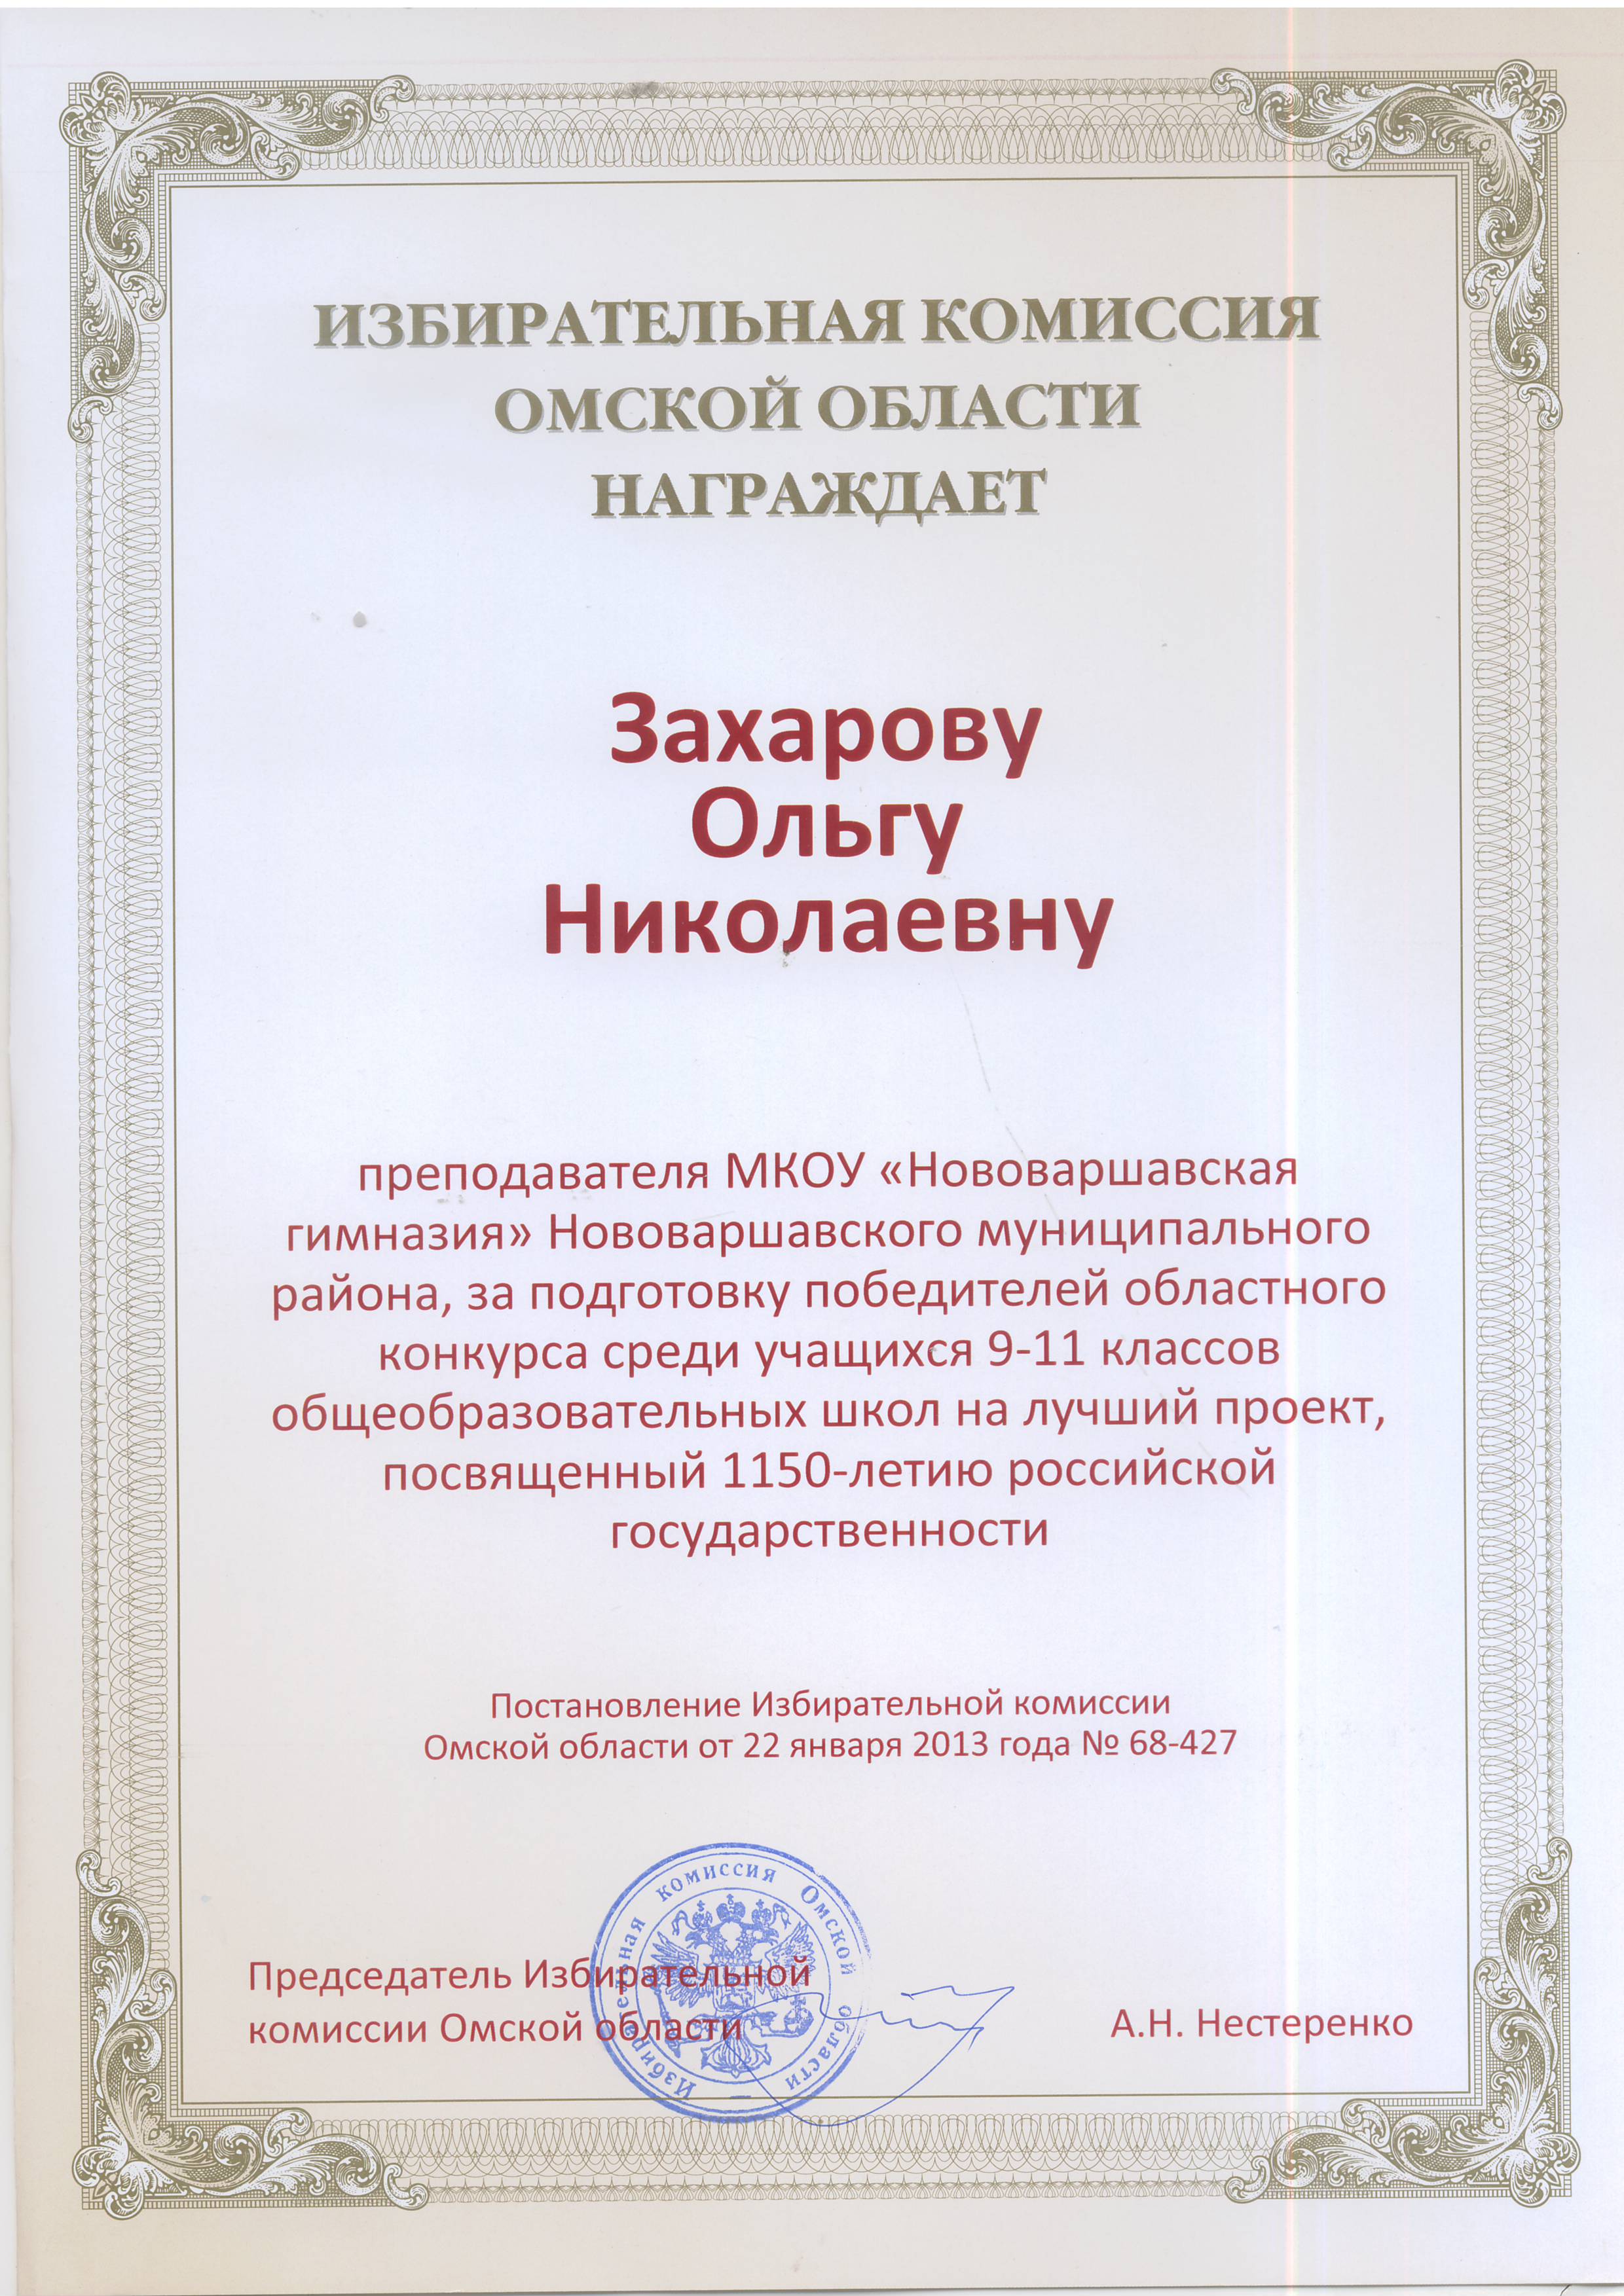 ИЗБИРАТЕЛЬНАЯ КОМИССИЯ
ОМСКОЙ ОБЛАСТИ
НАГРАЖДАЕТ
Захарову
Ольгу
Николаевну
преподавателя МКОУ «Нововаршавская
гимназия» Нововаршавского муниципального
района, за подготовку победителей областного
конкурса среди учащихся 9-11 классов
общеобразовательных школ на лучший проект,
посвященный 1150-летию российской
государственности
Постановление Избирательной комиссии
Омской области от 22 января 2013 года № 68-427
Избирательная комиссия Омской области
Председатель Избирательной
комиссии Омской области
А.Н. Нестеренко